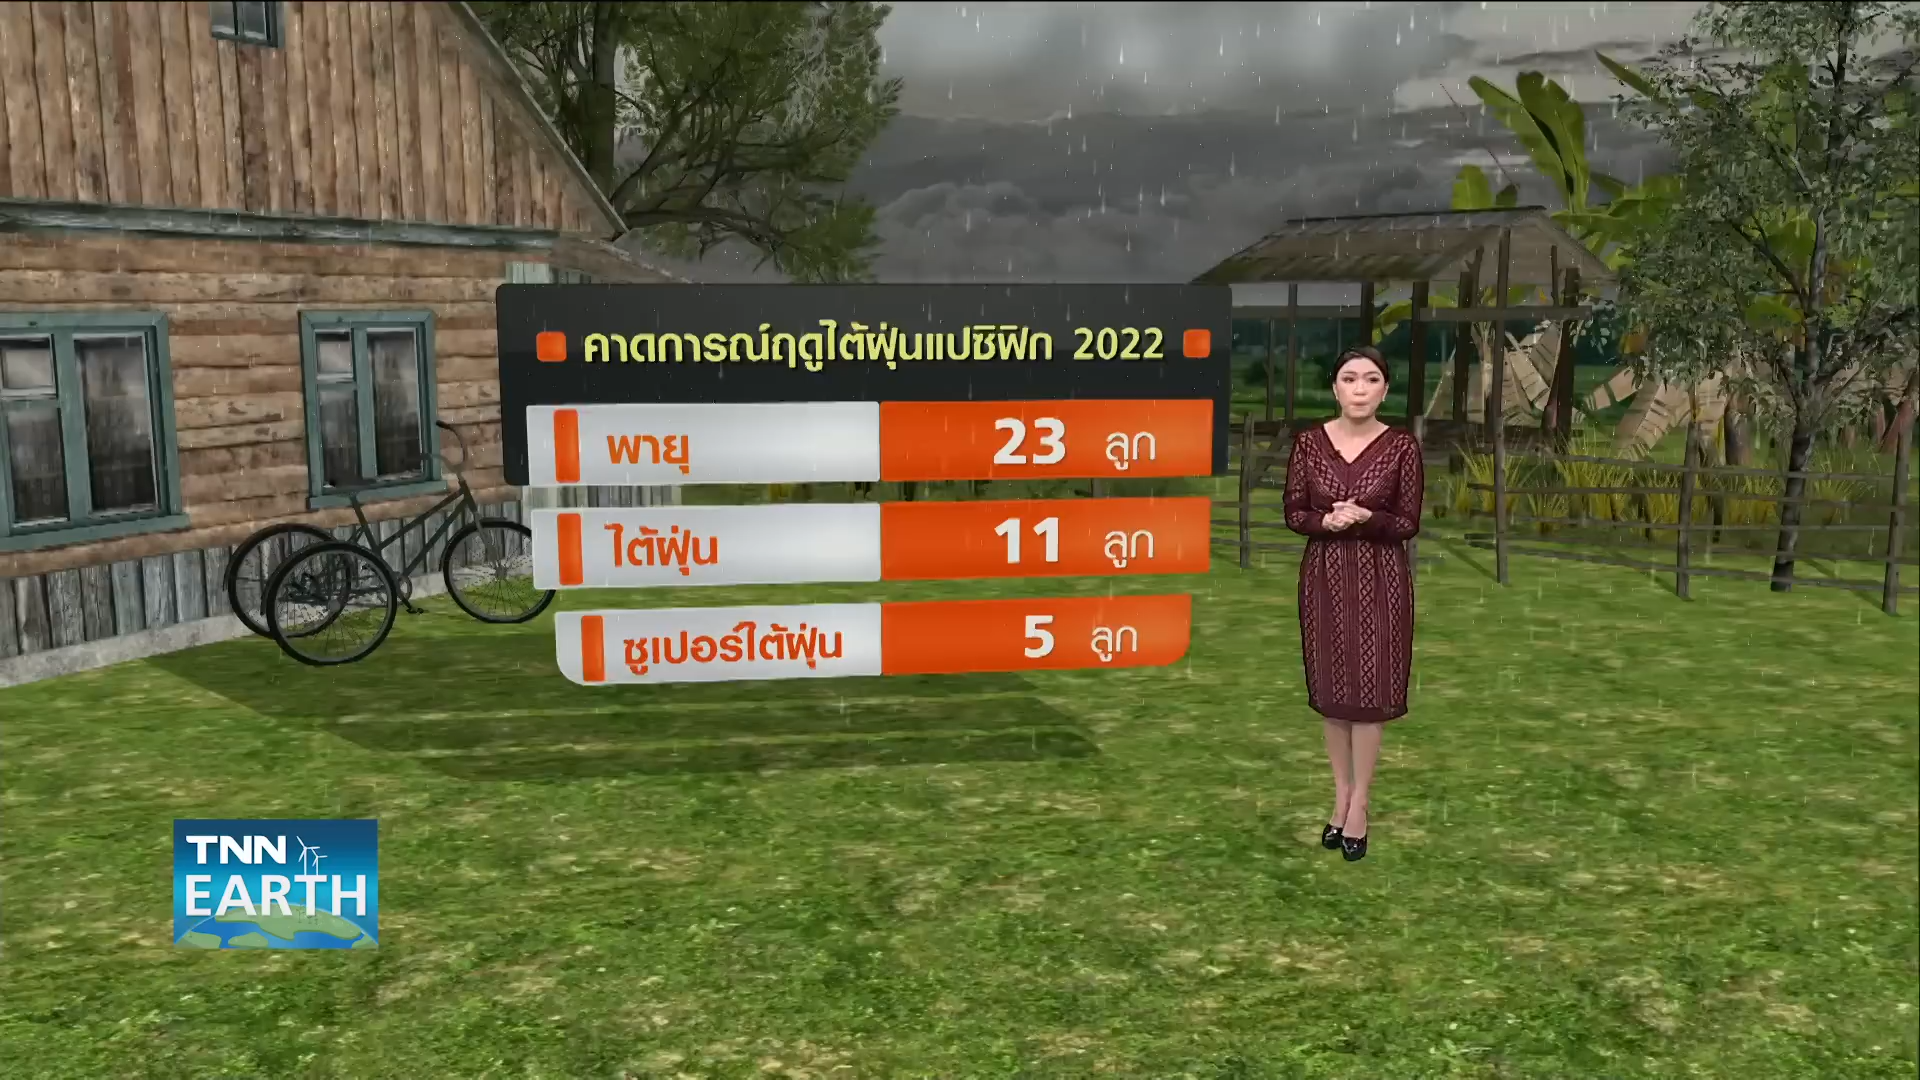 คาดการณ์ฤดูไต้ฝุ่นแปซิฟิก 2022
พายุ 23 ลูก
ไต้ฝุ่น 11 ลูก
ซูเปอร์ไต้ฝุ่น 5 ลูก
TNN
EARTH